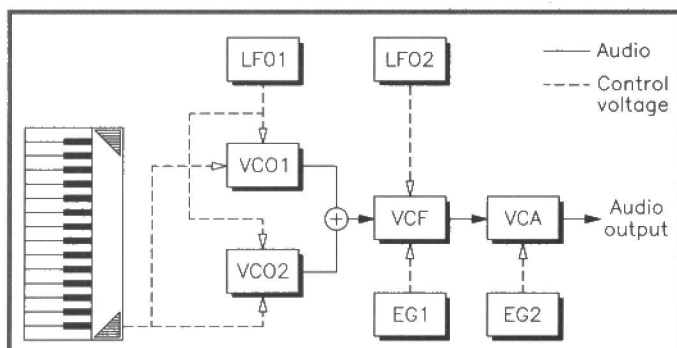 LFO1
LFO2
Audio
Control
voltage
VCO1
VCF
VCA
Audio
output
VCO2
EG1
EG2